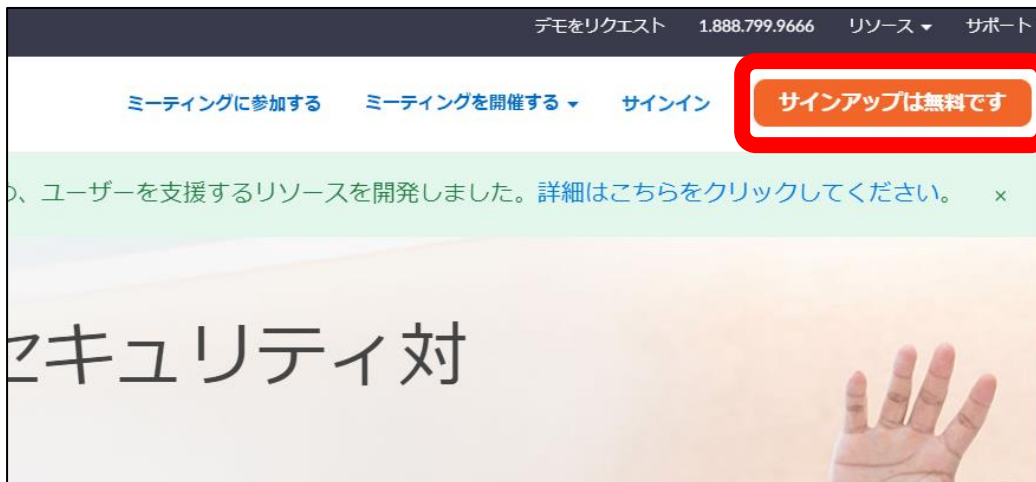 デモをリクエスト 1.888.799.9666 リソース サポート
ミーティングに参加する ミーティングを開催する サインイン サインアップは無料です
、ユーザーを支援するリソースを開発しました。詳細はこちらをクリックしてください。 ×
セキュリティ対